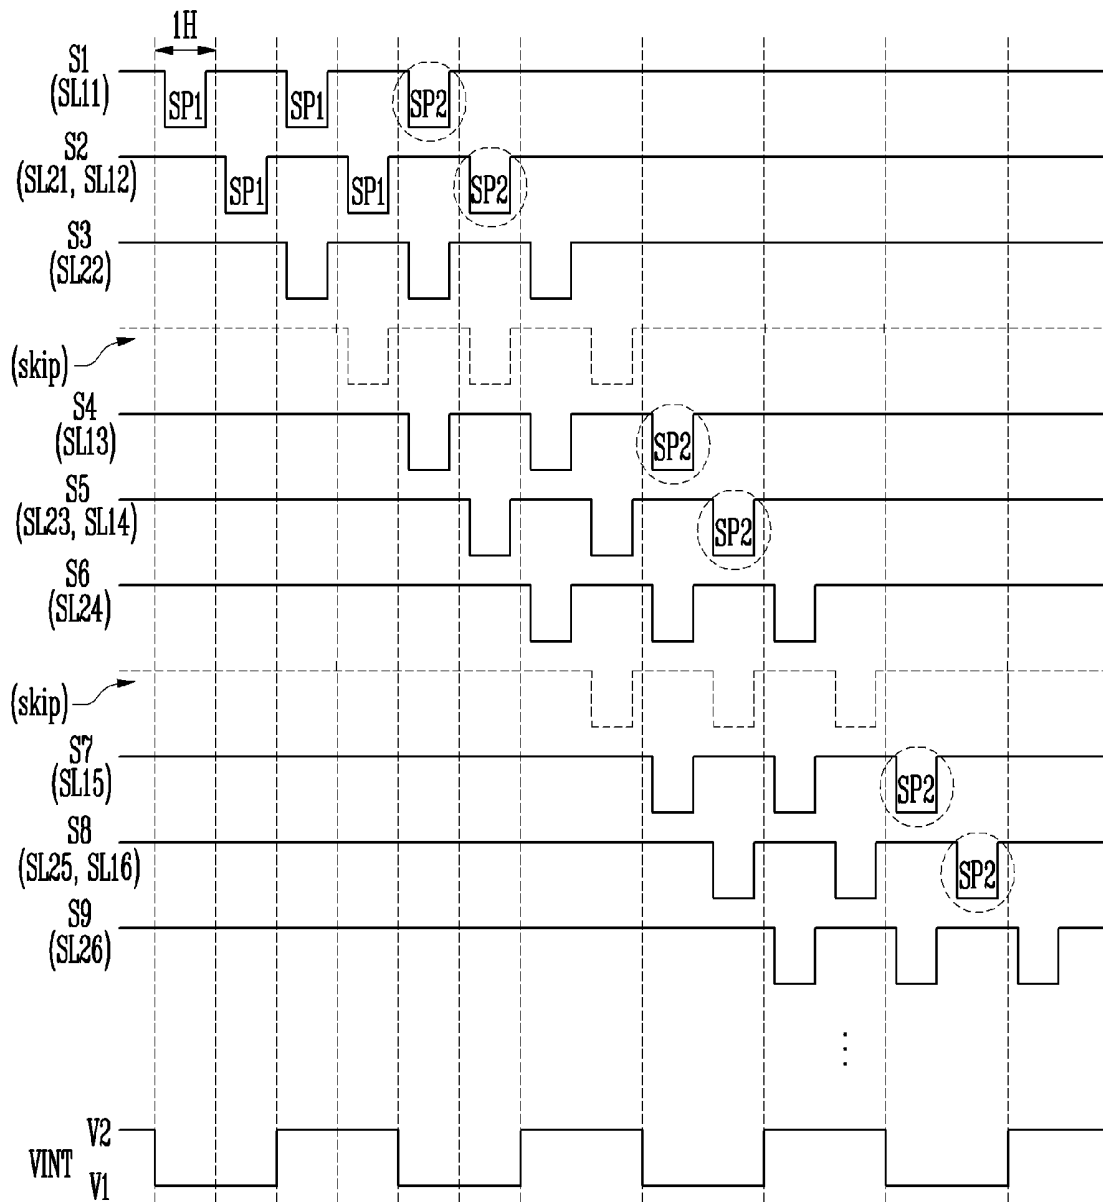 1H
S1
(SL11)
SP1 SP1 SP2
S2
(SL21, SL12)
SP1 SP1 SP2
S3
(SL22)
(skip)
S4
(SL13)
SP2
S5
(SL23, SL14)
SP2
S6
(SL24)
(skip)
S7
(SL15)
SP2
S8
(SL25, SL16)
SP2
S9
(SL26)
⋮
V2
VINT
V1